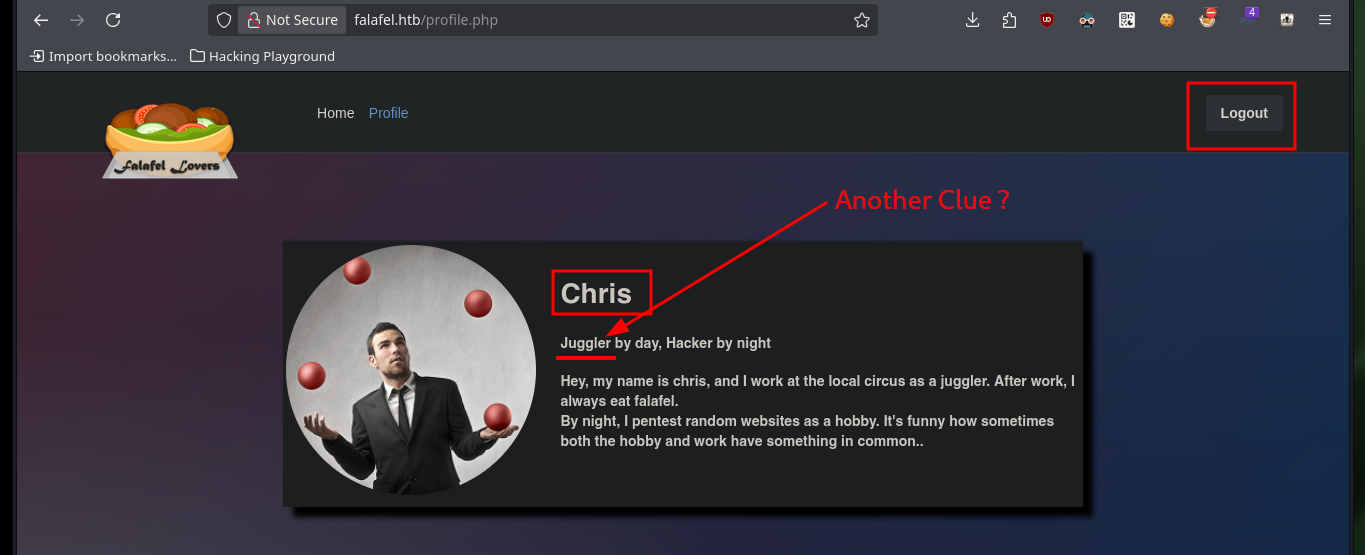 Not Secure
falafel.htb/profile.php
4
Import bookmarks...
Hacking Playground
Home
Profile
Logout
Falafel Lovers
Another Clue ?
Chris
Juggler by day, Hacker by night
Hey, my name is chris, and I work at the local circus as a juggler. After work, I
always eat falafel.
By night, I pentest random websites as a hobby. It's funny how sometimes
both the hobby and work have something in common..